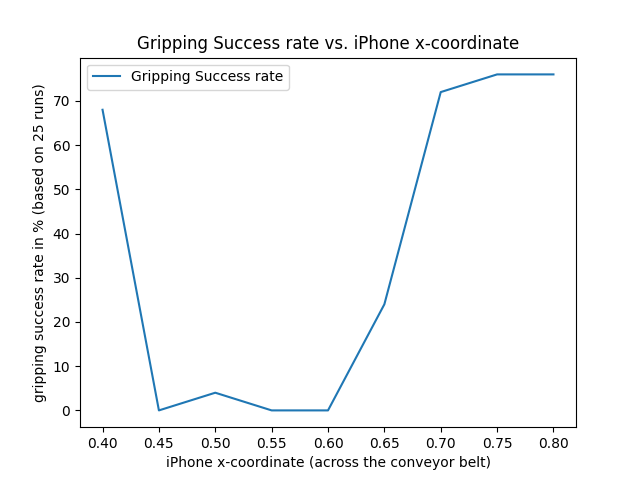 Gripping Success rate vs. iPhone x-coordinate
Gripping Success rate
gripping success rate in % (based on 25 runs)
70
60
50
40
30
20
10
0
0.40 0.45 0.50 0.55 0.60 0.65 0.70 0.75 0.80
iPhone x-coordinate (across the conveyor belt)